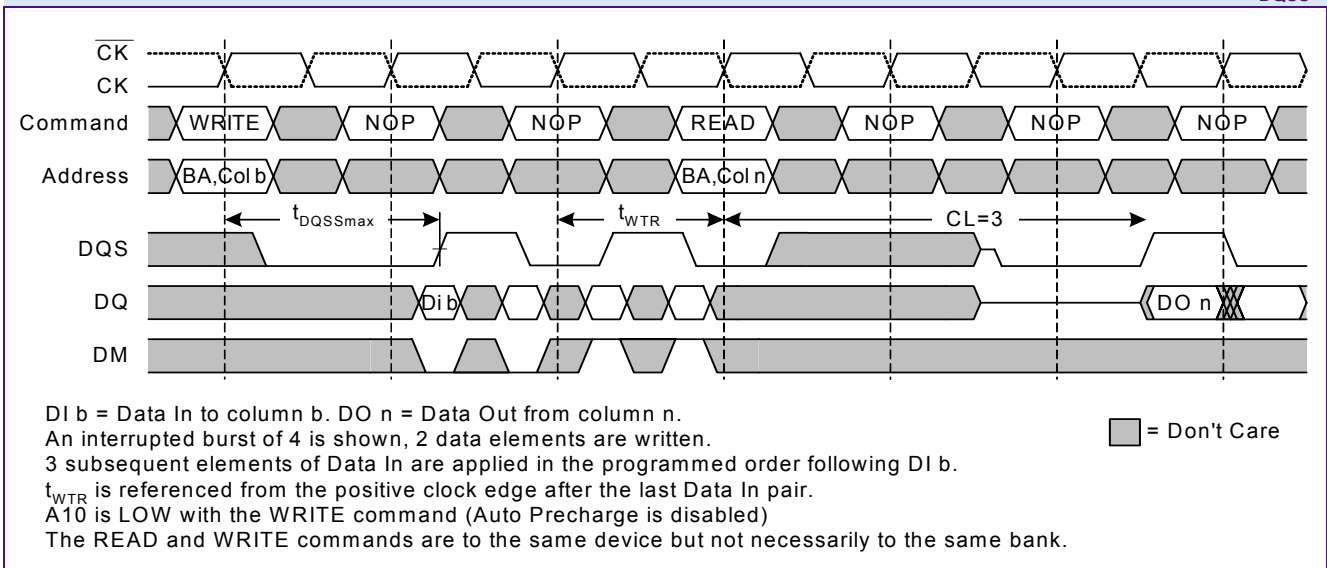 DQSS
CK
CK
Command WRITE NOP NOP READ NOP NOP NOP
Address BA,Col b BA,Col n
tDQSSmax tWTR CL=3
DQS
DQ Di b DO n
DM
DI b = Data In to column b. DO n = Data Out from column n.
An interrupted burst of 4 is shown, 2 data elements are written.
= Don't Care
3 subsequent elements of Data In are applied in the programmed order following DI b.
tWTR is referenced from the positive clock edge after the last Data In pair.
A10 is LOW with the WRITE command (Auto Precharge is disabled)
The READ and WRITE commands are to the same device but not necessarily to the same bank.